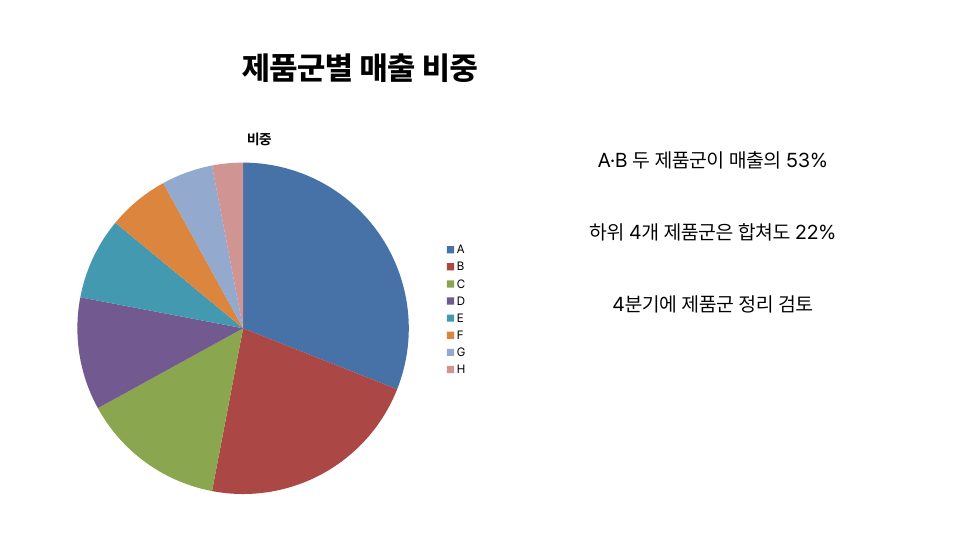 제품군별 매출 비중
비중
A
B
C
D
E
F
G
H
A·B 두 제품군이 매출의 53%
하위 4개 제품군은 합쳐도 22%
4분기에 제품군 정리 검토